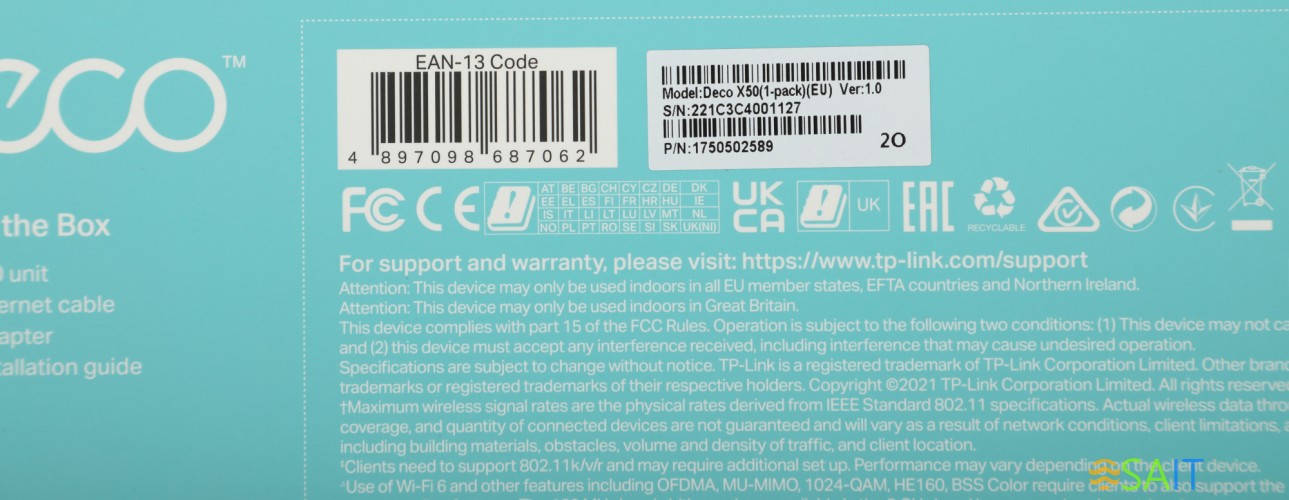 eco™
the Box
unit
ernet cable
apter
tallation guide
EAN-13 Code
4 897098 687062
Model:Deco X50(1-pack)(EU) Ver:1.0
S/N:221C3C4001127
P/N:1750502589
20
FC CE
AT BE BG CH CY CZ DE DK
EE EL ES FI FR HR HU IE
IS IT LI LT LU LV MT NL
NO PL PT RO SE SI SK UK(NI)
UK
CA
UK
EAC
RECYCLABLE
For support and warranty, please visit: https://www.tp-link.com/support
Attention: This device may only be used indoors in all EU member states, EFTA countries and Northern Ireland.
Attention: This device may only be used indoors in Great Britain.
This device complies with part 15 of the FCC Rules. Operation is subject to the following two conditions: (1) This device may not ca
and (2) this device must accept any interference received, including interference that may cause undesired operation.
Specifications are subject to change without notice. TP-Link is a registered trademark of TP-Link Corporation Limited. Other bran
trademarks or registered trademarks of their respective holders. Copyright ©2021 TP-Link Corporation Limited. All rights reserve
†Maximum wireless signal rates are the physical rates derived from IEEE Standard 802.11 specifications. Actual wireless data thro
coverage, and quantity of connected devices are not guaranteed and will vary as a result of network conditions, client limitations, a
including building materials, obstacles, volume and density of traffic, and client location.
‡Clients need to support 802.11k/v/r and may require additional set up. Performance may vary depending on the client device.
^Use of Wi-Fi 6 and other features including OFDMA, MU-MIMO, 1024-QAM, HE160, BSS Color require clients to also support the
SAIT